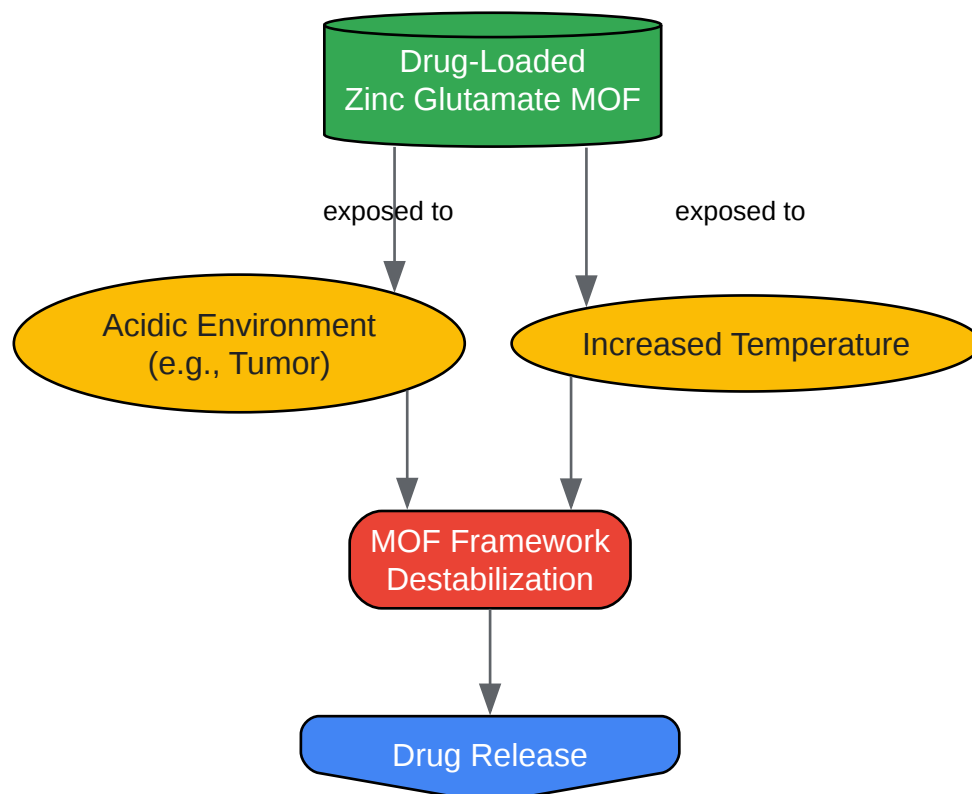 Drug-Loaded
Zinc Glutamate MOF
exposed to
exposed to
Acidic Environment
(e.g., Tumor)
Increased Temperature
MOF Framework
Destabilization
Drug Release